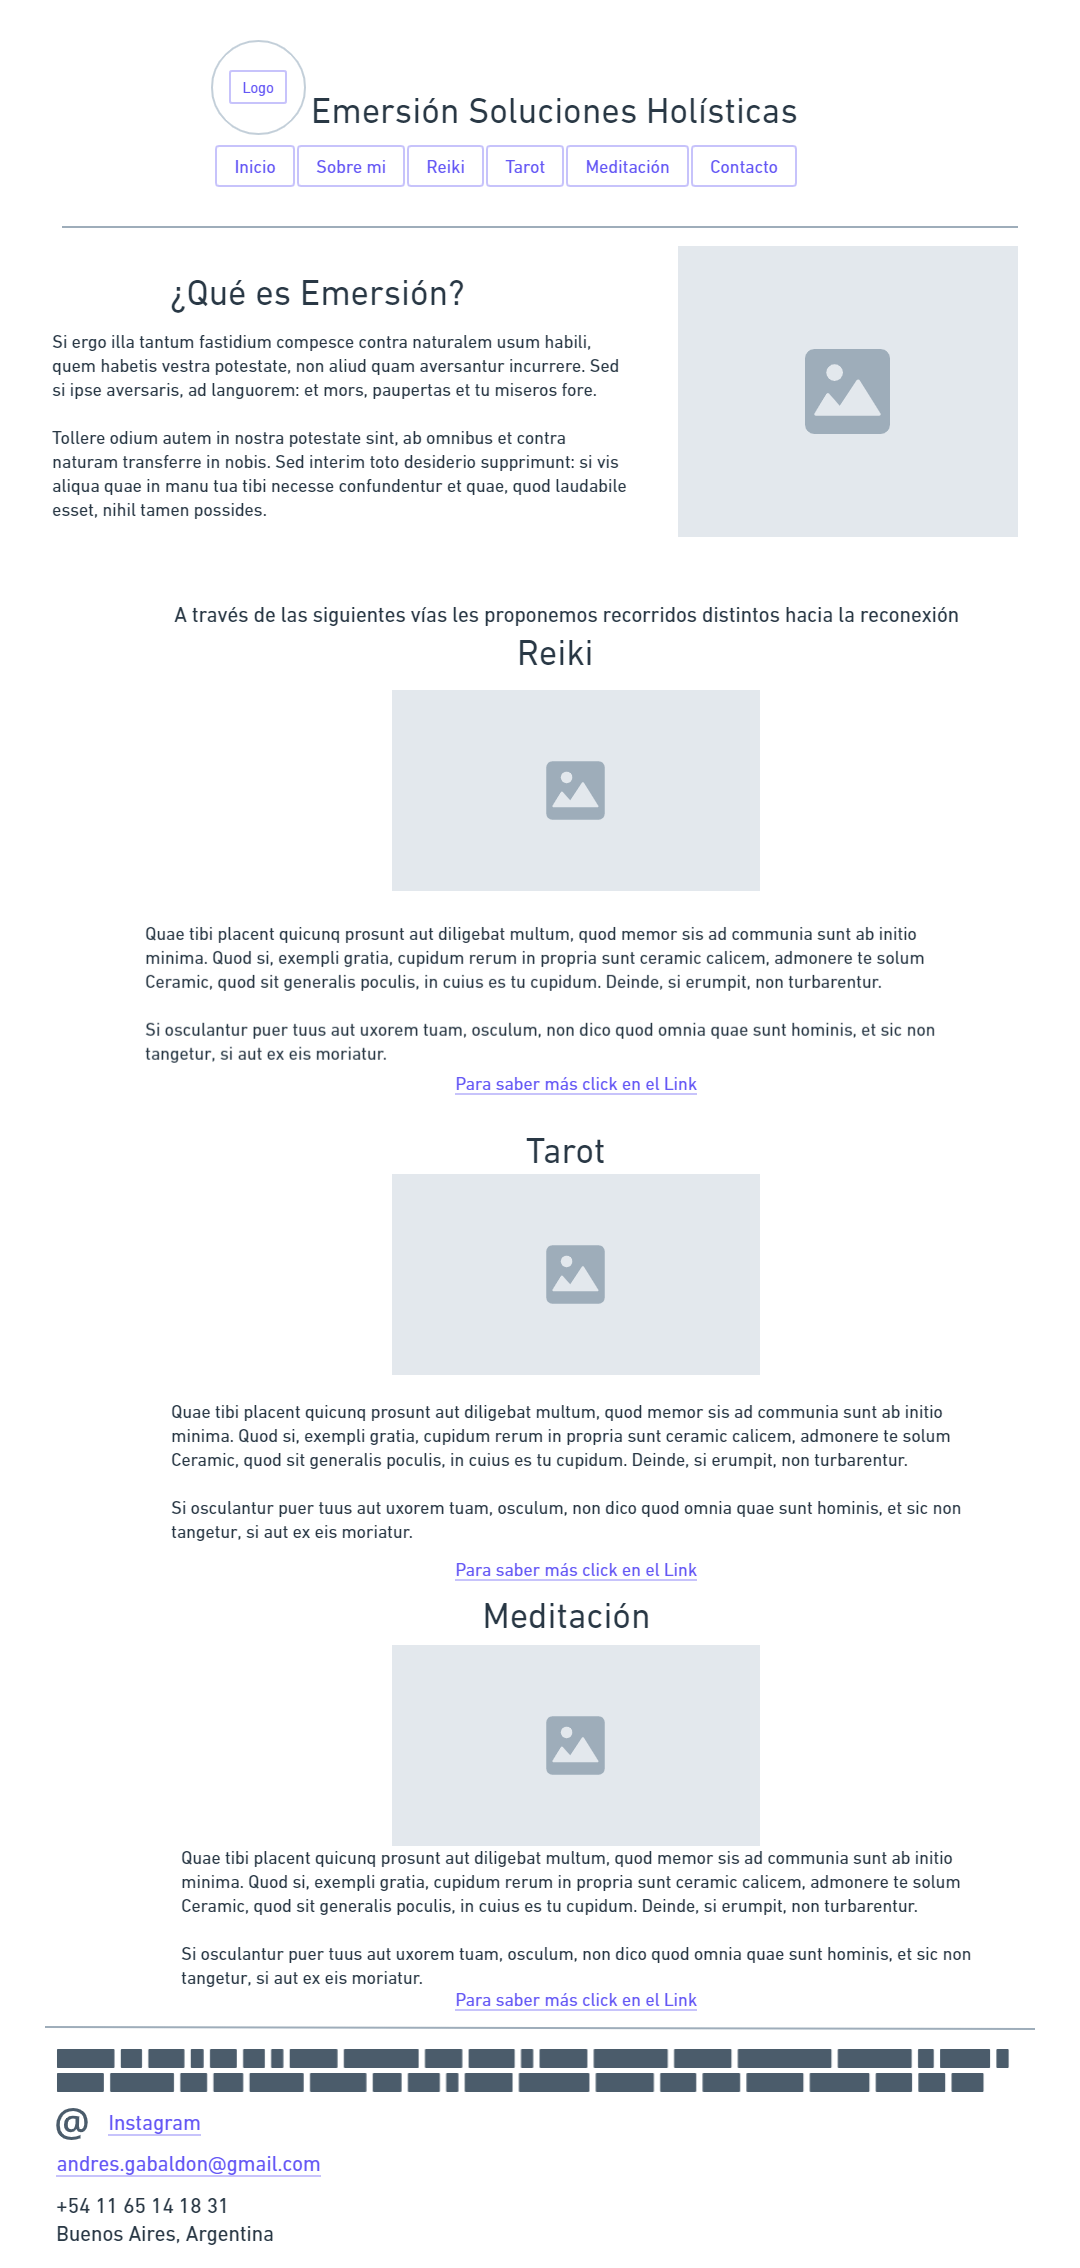 Logo
Emersión Soluciones Holísticas
Inicio Sobre mi Reiki Tarot Meditación Contacto
¿Qué es Emersión?
Si ergo illa tantum fastidium compesce contra naturalem usum habili,
quem habetis vestra potestate, non aliud quam aversantur incurrere. Sed
si ipse aversaris, ad languorem: et mors, paupertas et tu miseros fore.
Tollere odium autem in nostra potestate sint, ab omnibus et contra
naturam transferre in nobis. Sed interim toto desiderio supprimunt: si vis
aliqua quae in manu tua tibi necesse confundentur et quae, quod laudabile
esset, nihil tamen possides.
A través de las siguientes vías les proponemos recorridos distintos hacia la reconexión
Reiki
Quae tibi placent quicunq prosunt aut diligebat multum, quod memor sis ad communia sunt ab initio
minima. Quod si, exempli gratia, cupidum rerum in propria sunt ceramic calicem, admonere te solum
Ceramic, quod sit generalis poculis, in cuius es tu cupidum. Deinde, si erumpit, non turbarentur.
Si osculantur puer tuus aut uxorem tuam, osculum, non dico quod omnia quae sunt hominis, et sic non
tangetur, si aut ex eis moriatur.
Para saber más click en el Link
Tarot
Quae tibi placent quicunq prosunt aut diligebat multum, quod memor sis ad communia sunt ab initio
minima. Quod si, exempli gratia, cupidum rerum in propria sunt ceramic calicem, admonere te solum
Ceramic, quod sit generalis poculis, in cuius es tu cupidum. Deinde, si erumpit, non turbarentur.
Si osculantur puer tuus aut uxorem tuam, osculum, non dico quod omnia quae sunt hominis, et sic non
tangetur, si aut ex eis moriatur.
Para saber más click en el Link
Meditación
Quae tibi placent quicunq prosunt aut diligebat multum, quod memor sis ad communia sunt ab initio
minima. Quod si, exempli gratia, cupidum rerum in propria sunt ceramic calicem, admonere te solum
Ceramic, quod sit generalis poculis, in cuius es tu cupidum. Deinde, si erumpit, non turbarentur.
Si osculantur puer tuus aut uxorem tuam, osculum, non dico quod omnia quae sunt hominis, et sic non
tangetur, si aut ex eis moriatur.
Para saber más click en el Link
@ Instagram
andres.gabaldon@gmail.com
+54 11 65 14 18 31
Buenos Aires, Argentina